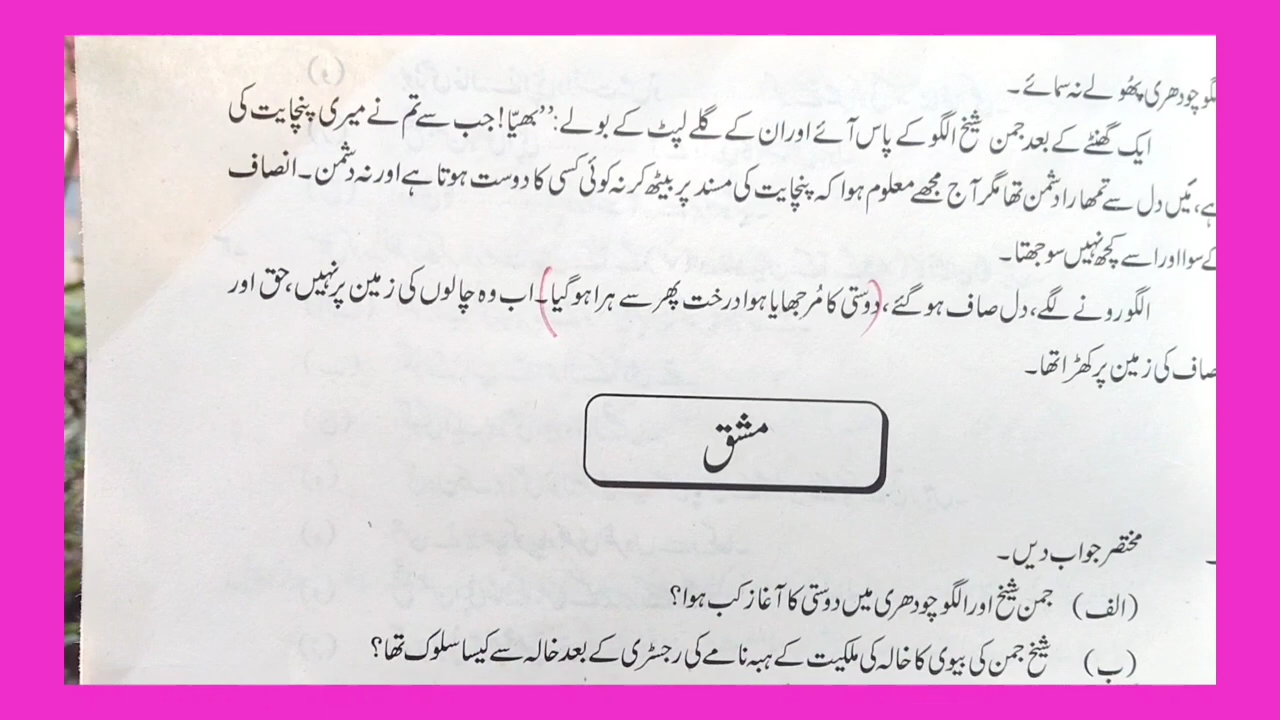 چودھری پھُولے نہ سمائے۔
ایک گھنٹے کے بعد جمن شیخ الگو کے پاس آئے اور ان کے گلے لپٹ کے بولے: ”بھیّا! جب سے تم نے میری پنچایت کی
ہے، مَیں دل سے تمھارا دشمن تھا مگر آج مجھے معلوم ہوا کہ پنچایت کی مسند پر بیٹھ کر نہ کوئی کسی کا دوست ہوتا ہے اور نہ دشمن۔ انصاف
کے سوا اور اسے کچھ نہیں سوجھتا۔
الگو رونے لگے، دل صاف ہو گئے، (دوستی کا مُرجھایا ہوا درخت پھر سے ہرا ہو گیا)۔ اب وہ چالوں کی زمین پر نہیں، حق اور
صاف کی زمین پر کھڑا تھا۔
مشق
مختصر جواب دیں۔
(الف) جمن شیخ اور الگو چودھری میں دوستی کا آغاز کب ہوا؟
(ب) شیخ جمن کی بیوی کا خالہ کی ملکیت کے ہبہ نامے کی رجسٹری کے بعد خالہ سے کیسا سلوک تھا؟